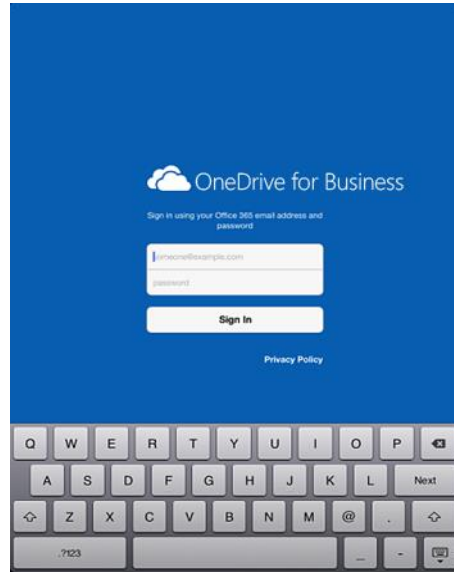 OneDrive for Business
Sign in using your Office 365 email address and
password
someone@example.com
password
Sign In
Privacy Policy
Q W E R T Y U I O P
A S D F G H J K L Next
Z X C V B N M @ .
.?123 _ -